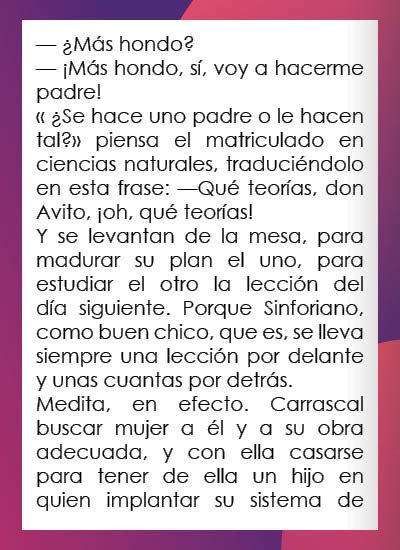 — ¿Más hondo?
— ¡Más hondo, sí, voy a hacerme
padre!
« ¿Se hace uno padre o le hacen
tal?» piensa el matriculado en
ciencias naturales, traduciéndolo
en esta frase: —Qué teorías, don
Avito, ¡oh, qué teorías!
Y se levantan de la mesa, para
madurar su plan el uno, para
estudiar el otro la lección del
día siguiente. Porque Sinforiano,
como buen chico, que es, se lleva
siempre una lección por delante
y unas cuantas por detrás.
Medita, en efecto. Carrascal
buscar mujer a él y a su obra
adecuada, y con ella casarse
para tener de ella un hijo en
quien implantar su sistema de